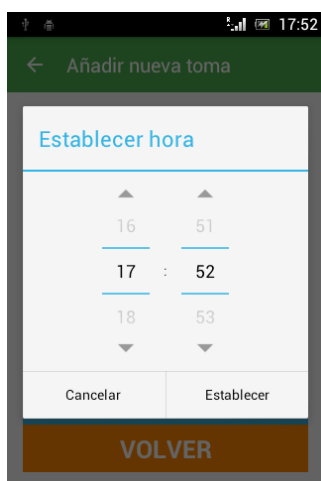 17:52
Añadir nueva toma
Establecer hora
16 51
17 : 52
18 53
Cancelar Establecer
VOLVER